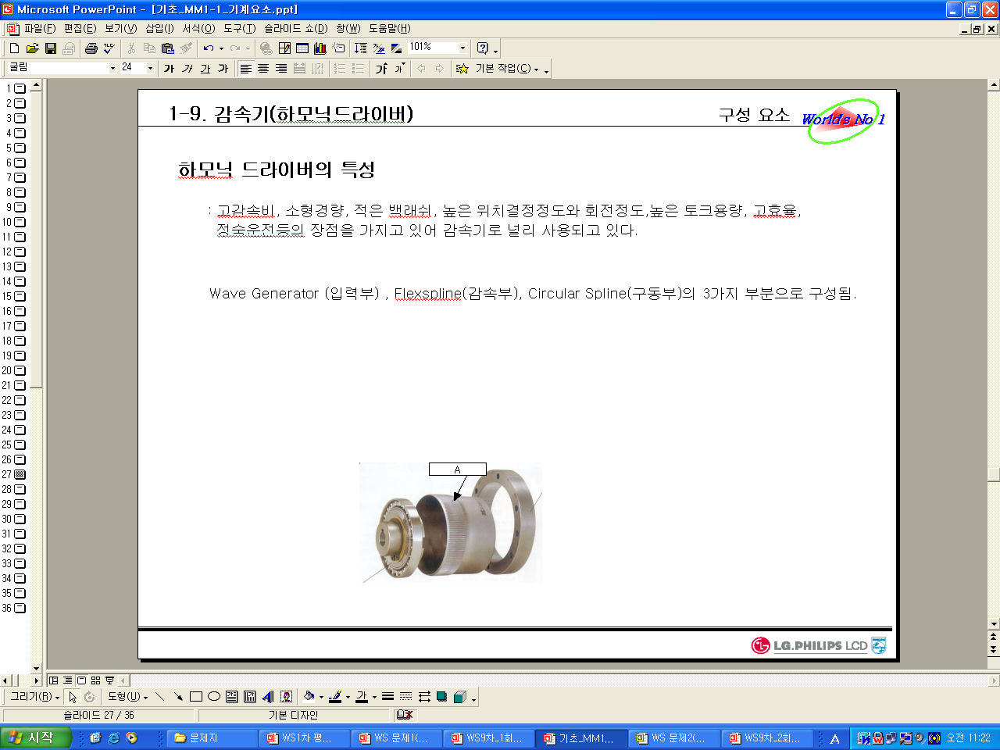 Microsoft PowerPoint - [기초_MM1-1_기계요소.ppt]
파일(F) 편집(E) 보기(V) 삽입(I) 서식(O) 도구(T) 슬라이드 쇼(D) 창(W) 도움말(H)
101%
굴림 24 가 가 가 가 기본 작업(C)
1-9. 감속기(하모닉드라이버) 구성 요소 World's No 1
하모닉 드라이버의 특성
: 고감속비, 소형경량, 적은 백래쉬, 높은 위치결정정도와 회전정도,높은 토크용량, 고효율,
정숙운전등의 장점을 가지고 있어 감속기로 널리 사용되고 있다.
Wave Generator (입력부) , Flexspline(감속부), Circular Spline(구동부)의 3가지 부분으로 구성됨.
A
LG.PHILIPS LCD
1
2
3
4
5
6
7
8
9
10
11
12
13
14
15
16
17
18
19
20
21
22
23
24
25
26
27
28
29
30
31
32
33
34
35
36
그리기(R) 도형(U) 가
슬라이드 27 / 36 기본 디자인
시작 문제지 WS1차 평... WS 문제1(... WS9차_1회... 기초_MM1... WS 문제2(... WS9차_2회... A 오전 11:22